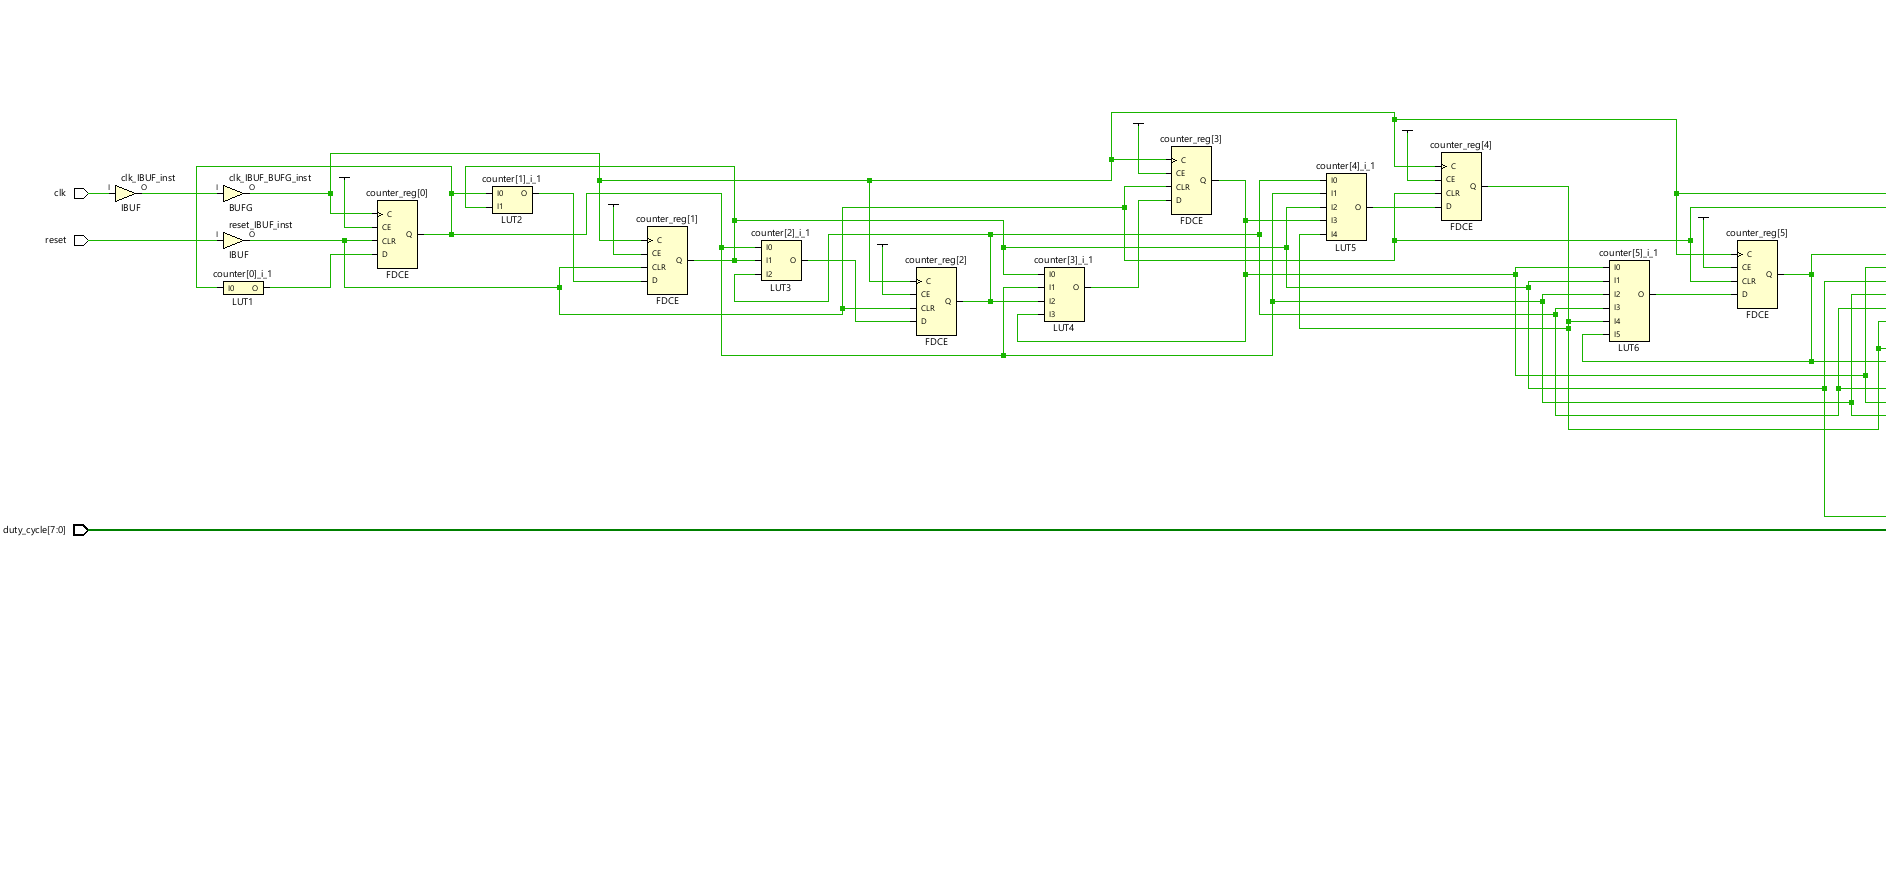 clk
clk_IBUF_inst
I
O
IBUF
clk_IBUF_BUFG_inst
I
O
BUFG
reset
reset_IBUF_inst
I
O
IBUF
counter[0]_i_1
I0
O
LUT1
counter_reg[0]
C
CE
CLR
D
Q
FDCE
counter[1]_i_1
I0
I1
O
LUT2
counter_reg[1]
C
CE
CLR
D
Q
FDCE
counter[2]_i_1
I0
I1
I2
O
LUT3
counter_reg[2]
C
CE
CLR
D
Q
FDCE
counter[3]_i_1
I0
I1
I2
I3
O
LUT4
counter_reg[3]
C
CE
CLR
D
Q
FDCE
counter[4]_i_1
I0
I1
I2
I3
I4
O
LUT5
counter_reg[4]
C
CE
CLR
D
Q
FDCE
counter[5]_i_1
I0
I1
I2
I3
I4
I5
O
LUT6
counter_reg[5]
C
CE
CLR
D
Q
FDCE
duty_cycle[7:0]